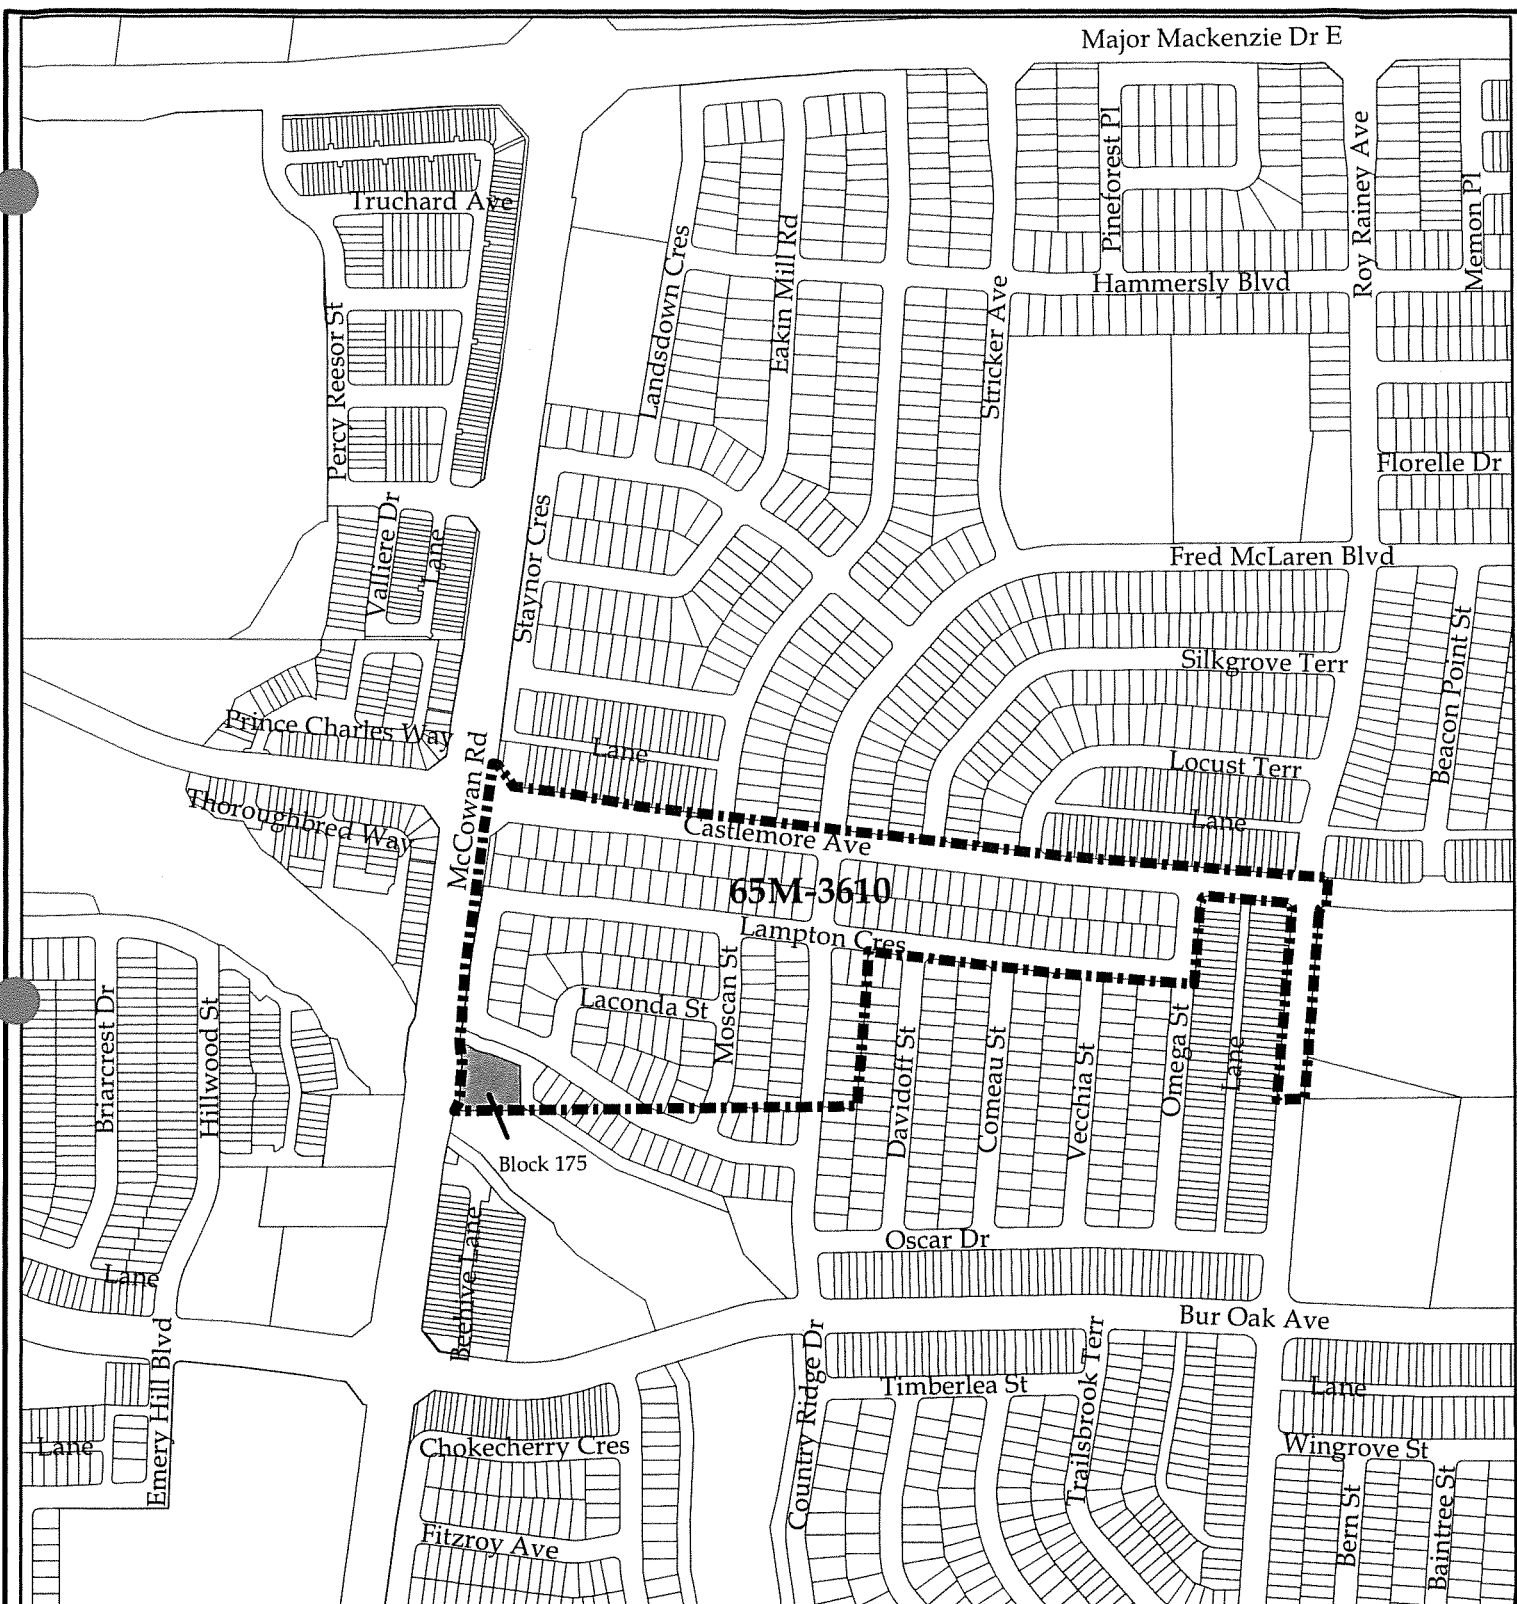 Major Mackenzie Dr E
Truchard Ave
Pineforest Pl
Roy Rainey Ave
Memon Pl
Landsdown Cres
Eakin Mill Rd
Hammersly Blvd
Stricker Ave
Percy Reesor St
Florelle Dr
Valliere Dr
Lane
Staynor Cres
Fred McLaren Blvd
Silkgrove Terr
Beacon Point St
Prince Charles Way
McCowan Rd
Lane
Locust Terr
Thoroughbred Way
Castlemore Ave
Lane
65M-3610
Lampton Cres
Moscan St
Laconda St
Briarcrest Dr
Hillwood St
Davidoff St
Comeau St
Vecchia St
Omega St
Lane
Block 175
Beehive Lane
Oscar Dr
Lane
Bur Oak Ave
Emery Hill Blvd
Country Ridge Dr
Timberlea St
Trailsbrook Terr
Lane
Lane
Chokecherry Cres
Wingrove St
Fitzroy Ave
Bern St
Baintree St